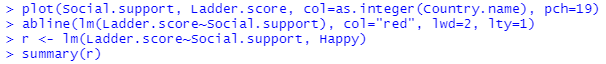 > plot(Social.support, Ladder.score, col=as.integer(Country.name), pch=19)
> abline(lm(Ladder.score~Social.support), col="red", lwd=2, lty=1)
> r <- lm(Ladder.score~Social.support, Happy)
> summary(r)